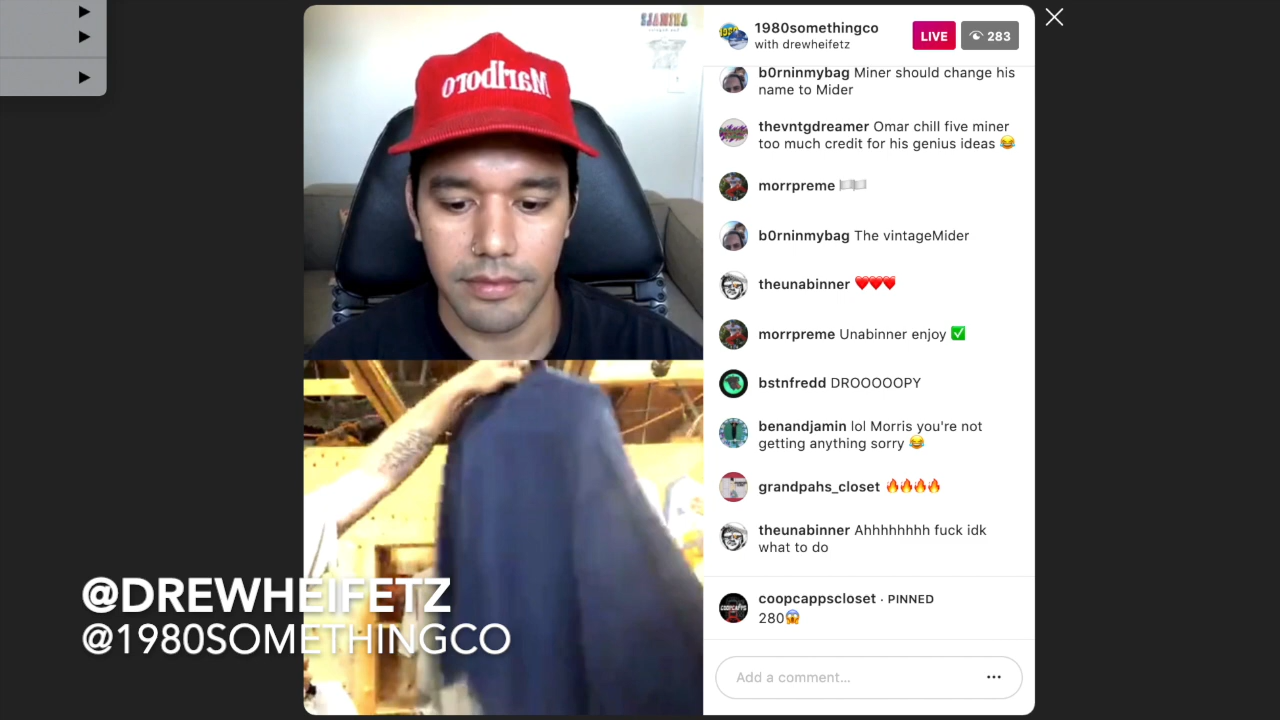 Marlboro
1980somethingco
with drewheifetz
LIVE
283
b0rninmybag Miner should change his
name to Mider
thevntgdreamer Omar chill five miner
too much credit for his genius ideas 😂
morrpreme
b0rninmybag The vintageMider
theunabinner ❤️❤️❤️
morrpreme Unabinner enjoy ✅
bstnfredd DROOOOOPY
benandjamin lol Morris you're not
getting anything sorry 😂
grandpahs_closet 🔥🔥🔥🔥
theunabinner Ahhhhhhhh fuck idk
what to do
coopcappscloset · PINNED
280😱
Add a comment...
@DREWHEIFETZ
@1980SOMETHINGCO